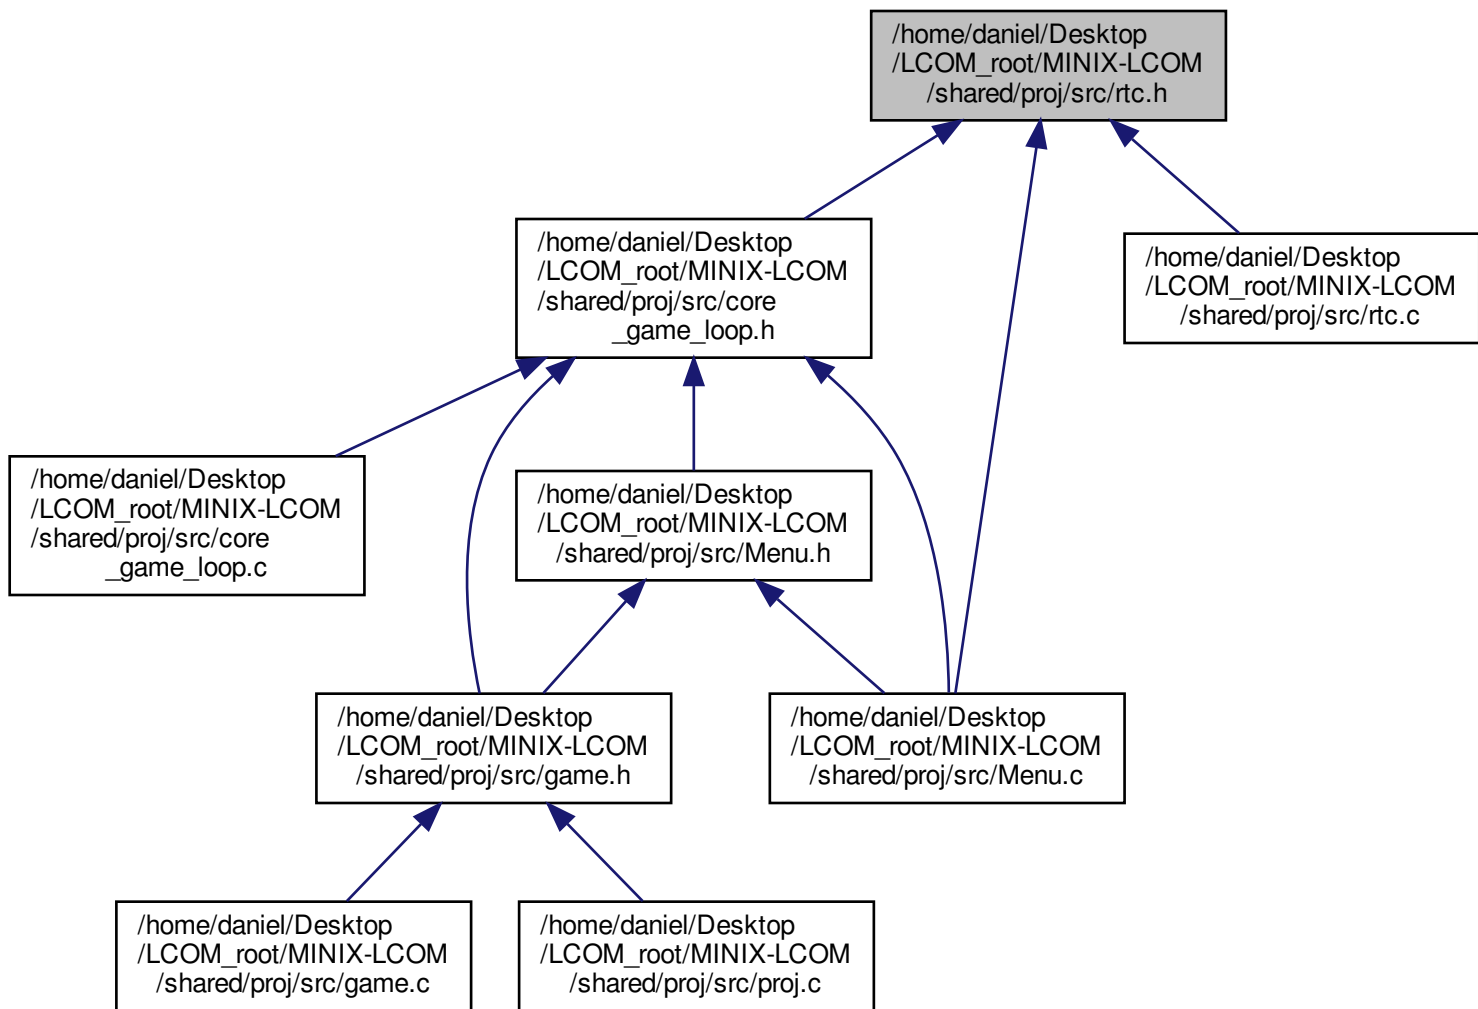 /home/daniel/Desktop
/LCOM_root/MINIX-LCOM
/shared/proj/src/rtc.h
/home/daniel/Desktop
/LCOM_root/MINIX-LCOM
/shared/proj/src/core
_game_loop.h
/home/daniel/Desktop
/LCOM_root/MINIX-LCOM
/shared/proj/src/rtc.c
/home/daniel/Desktop
/LCOM_root/MINIX-LCOM
/shared/proj/src/core
_game_loop.c
/home/daniel/Desktop
/LCOM_root/MINIX-LCOM
/shared/proj/src/Menu.h
/home/daniel/Desktop
/LCOM_root/MINIX-LCOM
/shared/proj/src/game.h
/home/daniel/Desktop
/LCOM_root/MINIX-LCOM
/shared/proj/src/Menu.c
/home/daniel/Desktop
/LCOM_root/MINIX-LCOM
/shared/proj/src/game.c
/home/daniel/Desktop
/LCOM_root/MINIX-LCOM
/shared/proj/src/proj.c